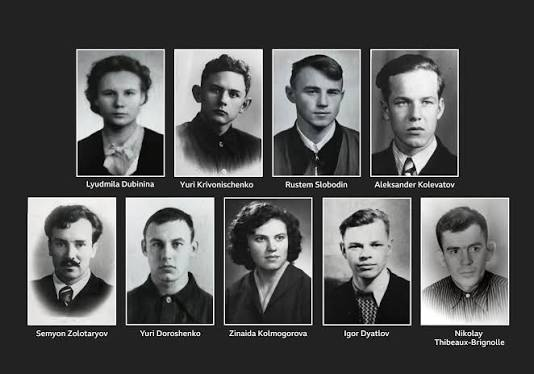 Lyudmila Dubinina
Yuri Krivonischenko
Rustem Slobodin
Aleksander Kolevatov
Semyon Zolotaryov
Yuri Doroshenko
Zinaida Kolmogorova
Igor Dyatlov
Nikolay
Thibeaux-Brignolle